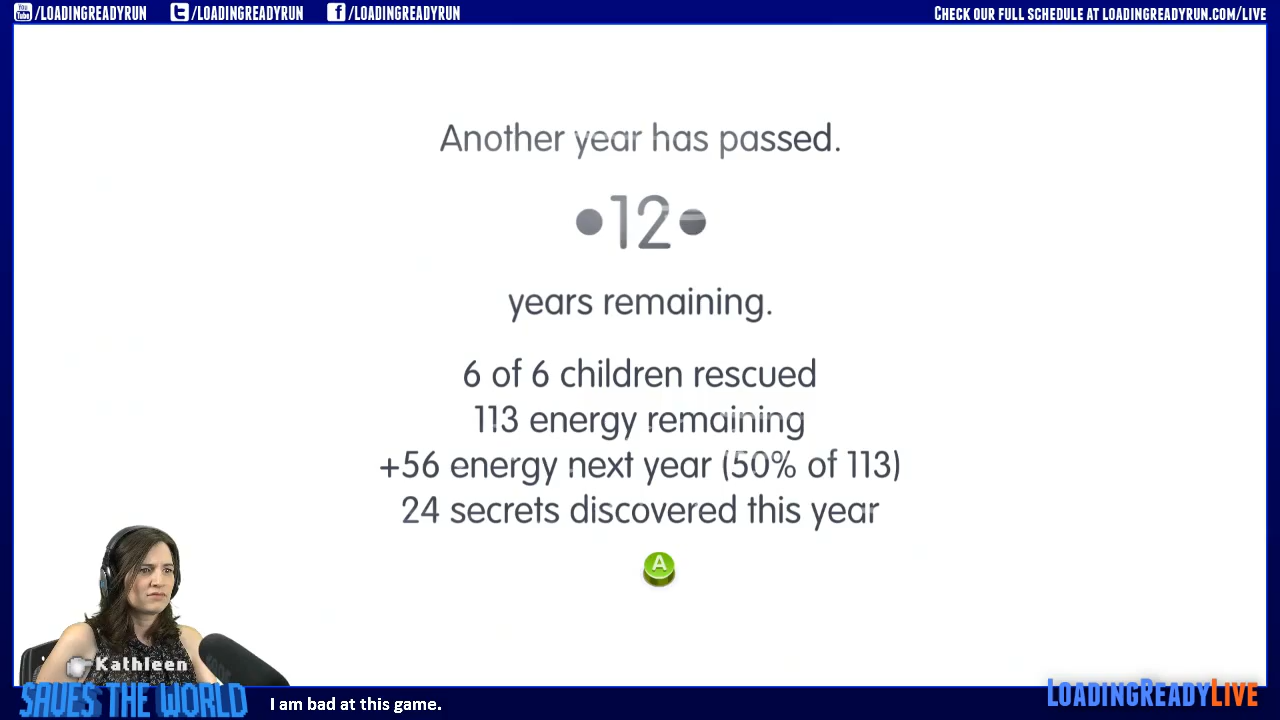 /LOADINGREADYRUN /LOADINGREADYRUN /LOADINGREADYRUN CHECK OUR FULL SCHEDULE AT LOADINGREADYRUN.COM/LIVE
Another year has passed.
•12•
years remaining.
6 of 6 children rescued
113 energy remaining
+56 energy next year (50% of 113)
24 secrets discovered this year
A
Kathleen
SAVES THE WORLD
I am bad at this game.
LOADINGREADYLIVE